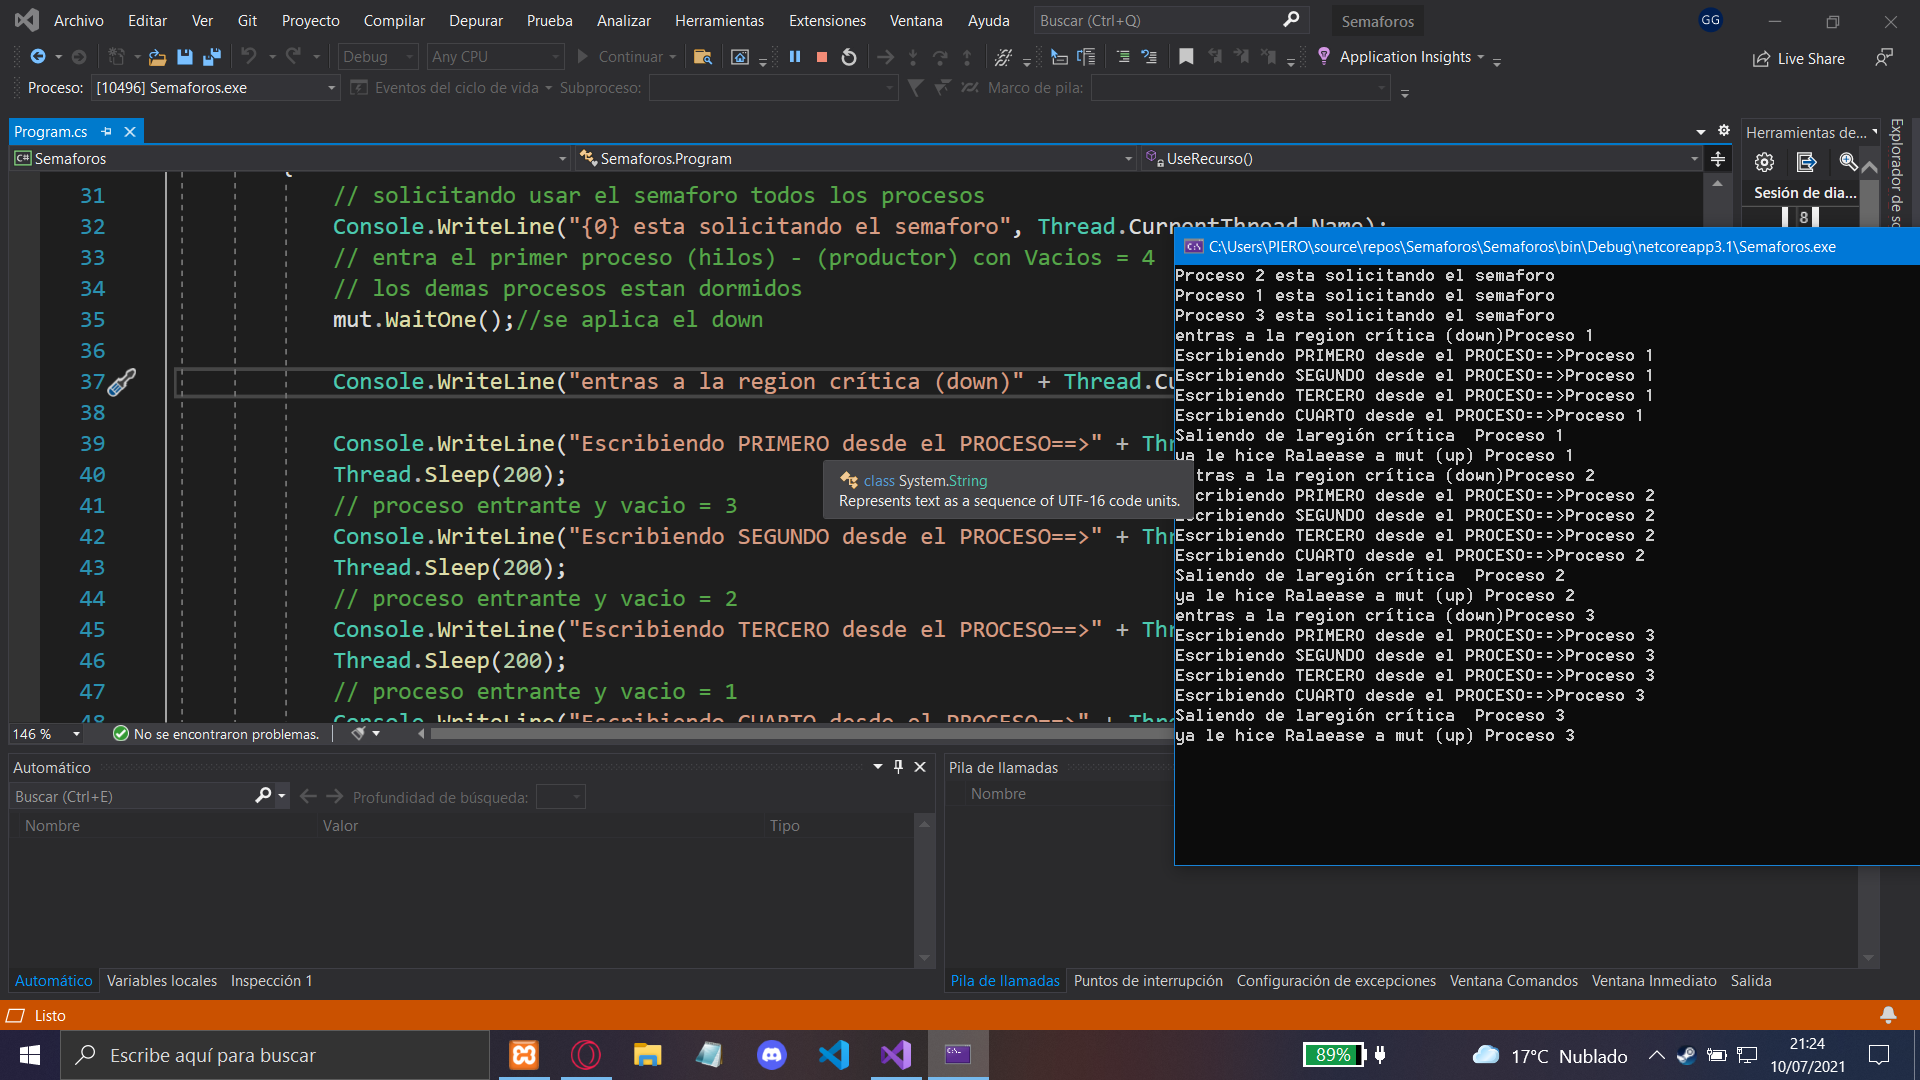 Archivo Editar Ver Git Proyecto Compilar Depurar Prueba Analizar Herramientas Extensiones Ventana Ayuda Buscar (Ctrl+Q) Semaforos GG
Debug Any CPU Continuar Application Insights Live Share
Proceso: [10496] Semaforos.exe Eventos del ciclo de vida Subproceso: Marco de pila:
Program.cs
Semaforos Semaforos.Program UseRecurso()
31 // solicitando usar el semaforo todos los procesos
32 Console.WriteLine("{0} esta solicitando el semaforo", Thread.CurrentThread.Name);
33 // entra el primer proceso (hilos) - (productor) con Vacios = 4
34 // los demas procesos estan dormidos
35 mut.WaitOne();//se aplica el down
36
37 Console.WriteLine("entras a la region crítica (down)" + Thread.Cu
38
39 Console.WriteLine("Escribiendo PRIMERO desde el PROCESO==>" + Thr
40 Thread.Sleep(200);
41 // proceso entrante y vacio = 3
42 Console.WriteLine("Escribiendo SEGUNDO desde el PROCESO==>" + Thr
43 Thread.Sleep(200);
44 // proceso entrante y vacio = 2
45 Console.WriteLine("Escribiendo TERCERO desde el PROCESO==>" + Thr
46 Thread.Sleep(200);
47 // proceso entrante y vacio = 1
48 Console.WriteLine("Escribiendo CUARTO desde el PROCESO==>" + Thr
class System.String
Represents text as a sequence of UTF-16 code units.
146 % No se encontraron problemas.
Herramientas de...
Sesión de dia...
8
Explorador de so
C:\Users\PIERO\source\repos\Semaforos\Semaforos\bin\Debug\netcoreapp3.1\Semaforos.exe
Proceso 2 esta solicitando el semaforo
Proceso 1 esta solicitando el semaforo
Proceso 3 esta solicitando el semaforo
entras a la region crítica (down)Proceso 1
Escribiendo PRIMERO desde el PROCESO==>Proceso 1
Escribiendo SEGUNDO desde el PROCESO==>Proceso 1
Escribiendo TERCERO desde el PROCESO==>Proceso 1
Escribiendo CUARTO desde el PROCESO==>Proceso 1
Saliendo de laregión crítica  Proceso 1
ya le hice Ralaease a mut (up) Proceso 1
tras a la region crítica (down)Proceso 2
scribiendo PRIMERO desde el PROCESO==>Proceso 2
Escribiendo SEGUNDO desde el PROCESO==>Proceso 2
Escribiendo TERCERO desde el PROCESO==>Proceso 2
Escribiendo CUARTO desde el PROCESO==>Proceso 2
Saliendo de laregión crítica  Proceso 2
ya le hice Ralaease a mut (up) Proceso 2
entras a la region crítica (down)Proceso 3
Escribiendo PRIMERO desde el PROCESO==>Proceso 3
Escribiendo SEGUNDO desde el PROCESO==>Proceso 3
Escribiendo TERCERO desde el PROCESO==>Proceso 3
Escribiendo CUARTO desde el PROCESO==>Proceso 3
Saliendo de laregión crítica  Proceso 3
ya le hice Ralaease a mut (up) Proceso 3
Automático
Buscar (Ctrl+E) Profundidad de búsqueda:
Nombre Valor Tipo
Pila de llamadas
Nombre
Automático Variables locales Inspección 1
Pila de llamadas Puntos de interrupción Configuración de excepciones Ventana Comandos Ventana Inmediato Salida
Listo
Escribe aquí para buscar
89%
17°C Nublado
21:24
10/07/2021